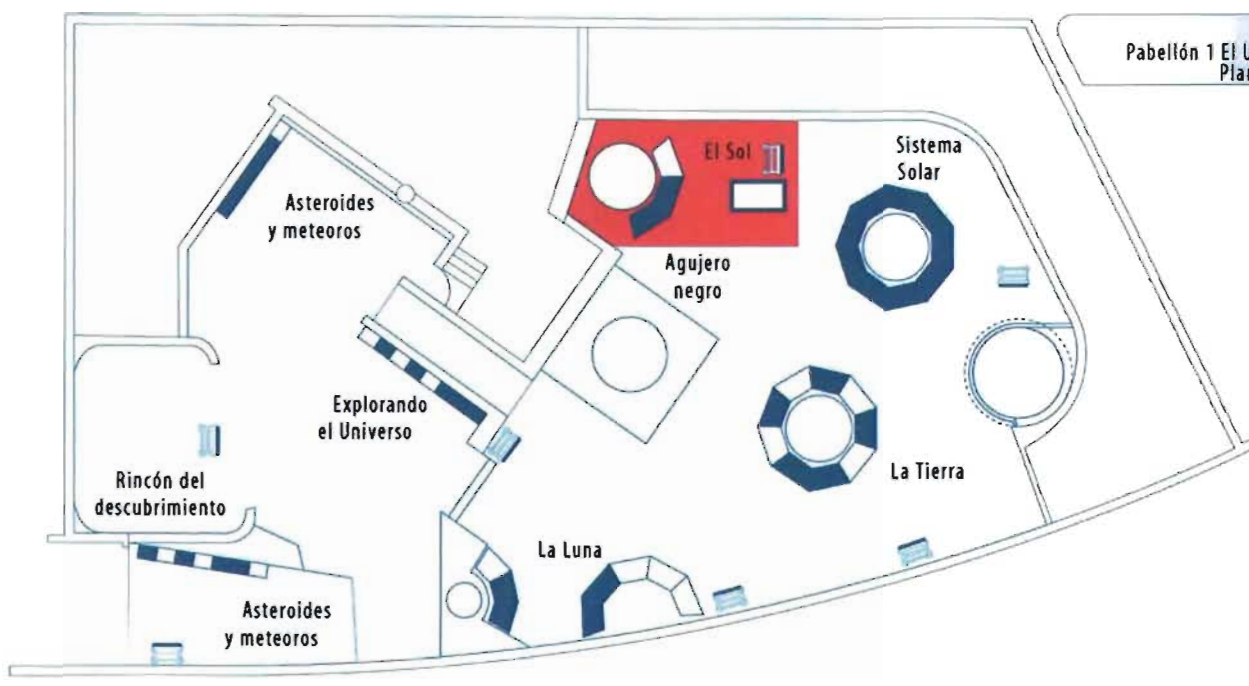 Pabellón 1 El U
Plan
El Sol
Sistema
Solar
Asteroides
y meteoros
Agujero
negro
Explorando
el Universo
La Tierra
Rincón del
descubrimiento
La Luna
Asteroides
y meteoros